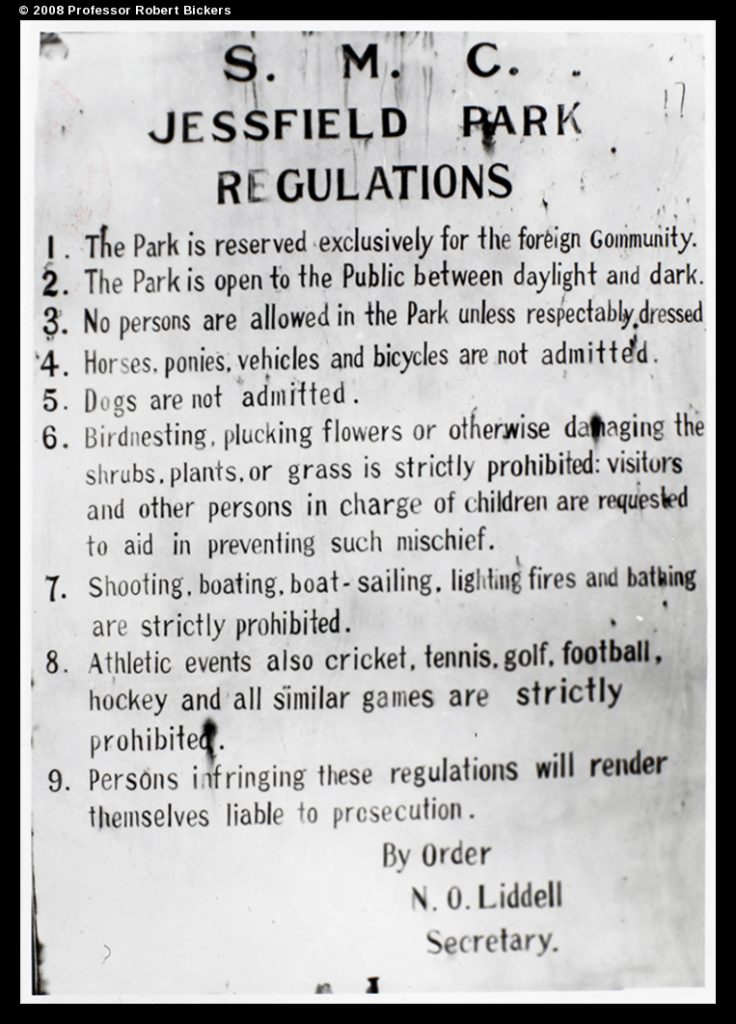 © 2008 Professor Robert Bickers
S. M. C.
17
JESSFIELD PARK
REGULATIONS
1. The Park is reserved exclusively for the foreign Community.
2. The Park is open to the Public between daylight and dark.
3. No persons are allowed in the Park unless respectably dressed
4. Horses, ponies, vehicles and bicycles are not admitted.
5. Dogs are not admitted.
6. Birdnesting, plucking flowers or otherwise damaging the
shrubs, plants, or grass is strictly prohibited: visitors
and other persons in charge of children are requested
to aid in preventing such mischief.
7. Shooting, boating, boat-sailing, lighting fires and bathing
are strictly prohibited.
8. Athletic events also cricket, tennis, golf, football,
hockey and all similar games are strictly
prohibited.
9. Persons infringing these regulations will render
themselves liable to prosecution.
By Order
N. O. Liddell
Secretary.